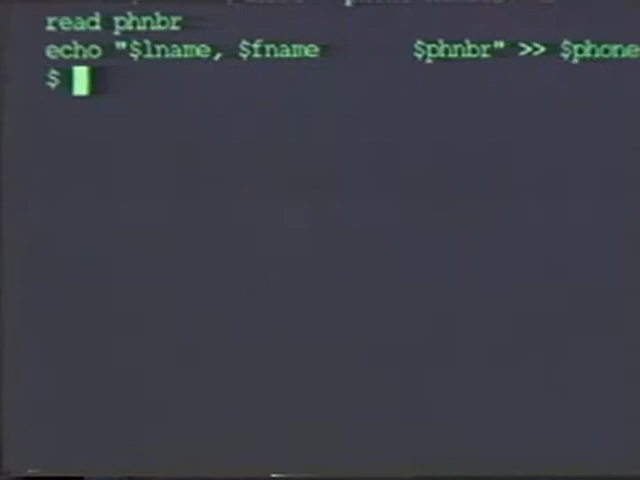 read phnbr
echo "$lname, $fname      $phnbr" >> $phone
$